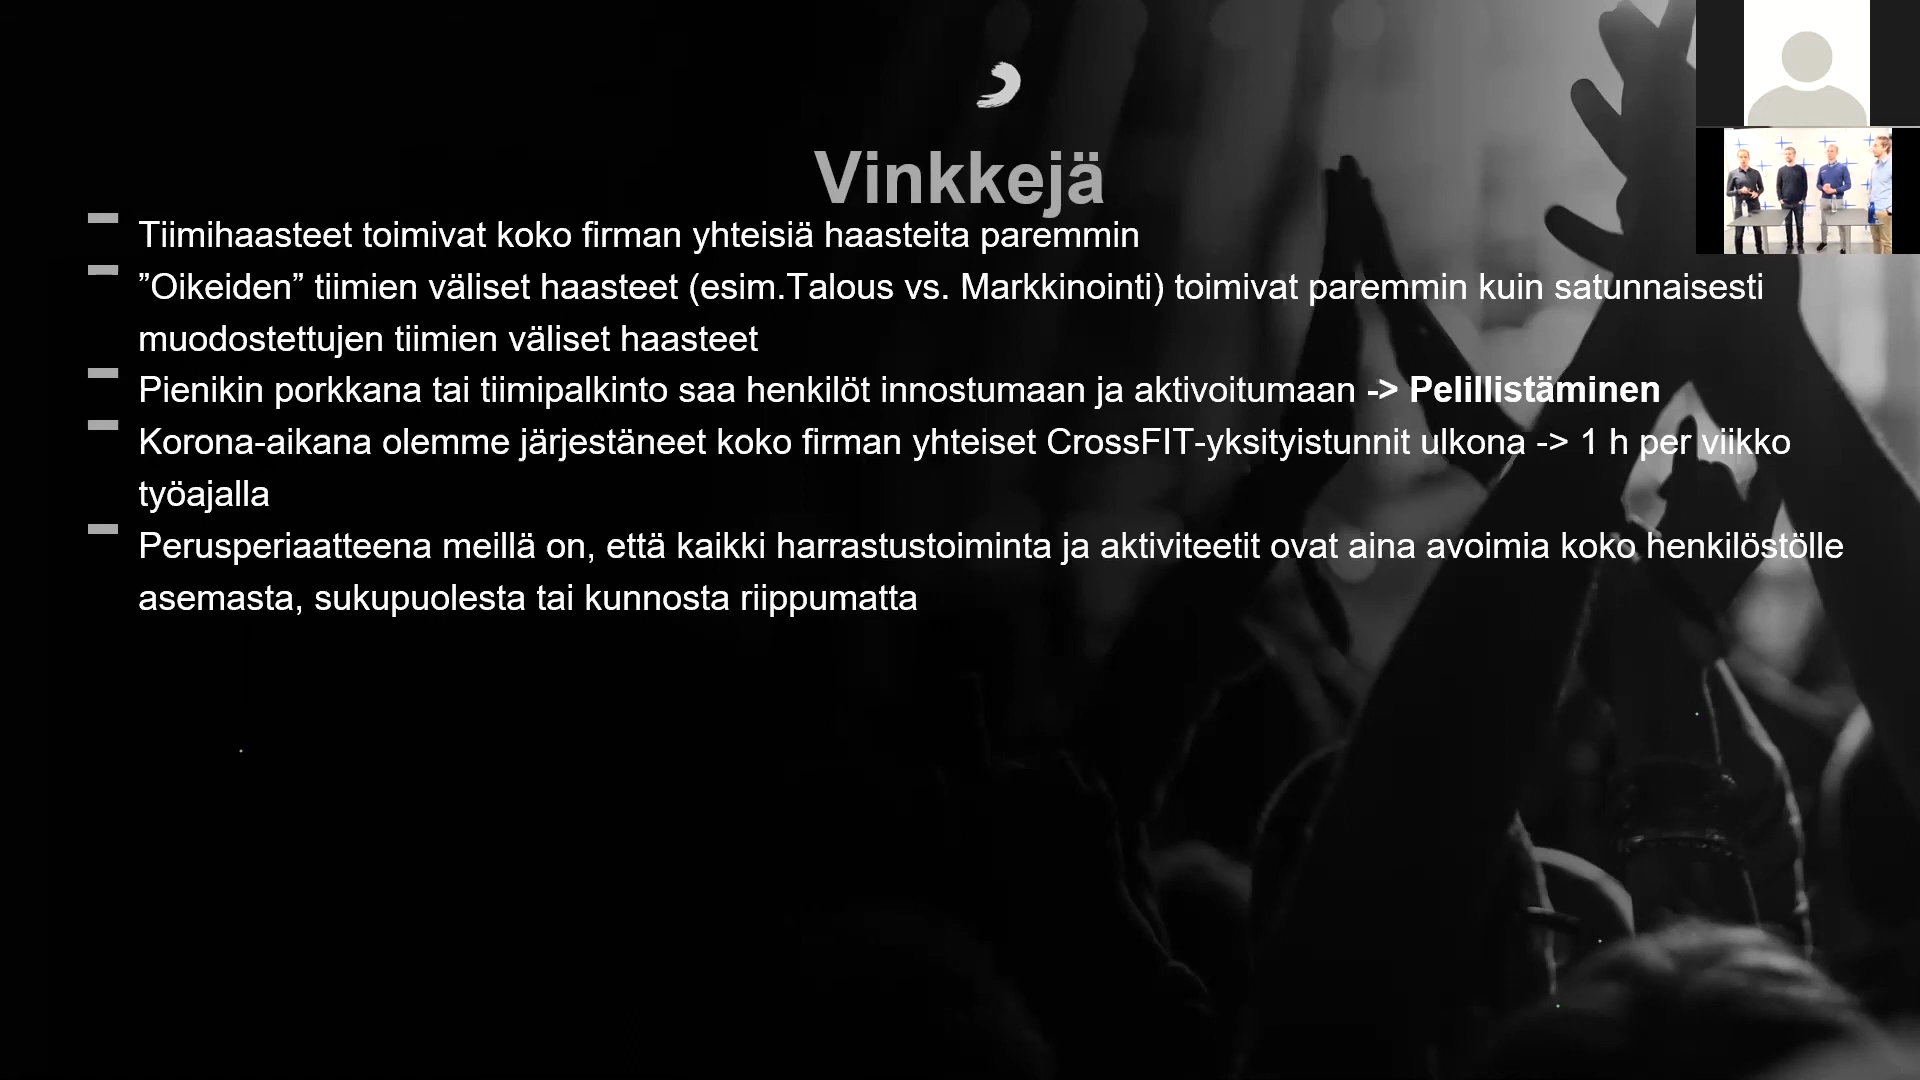 Vinkkejä
Tiimihaasteet toimivat koko firman yhteisiä haasteita paremmin
”Oikeiden” tiimien väliset haasteet (esim.Talous vs. Markkinointi) toimivat paremmin kuin satunnaisesti
muodostettujen tiimien väliset haasteet
Pienikin porkkana tai tiimipalkinto saa henkilöt innostumaan ja aktivoitumaan -> Pelillistäminen
Korona-aikana olemme järjestäneet koko firman yhteiset CrossFIT-yksityistunnit ulkona -> 1 h per viikko
työajalla
Perusperiaatteena meillä on, että kaikki harrastustoiminta ja aktiviteetit ovat aina avoimia koko henkilöstölle
asemasta, sukupuolesta tai kunnosta riippumatta